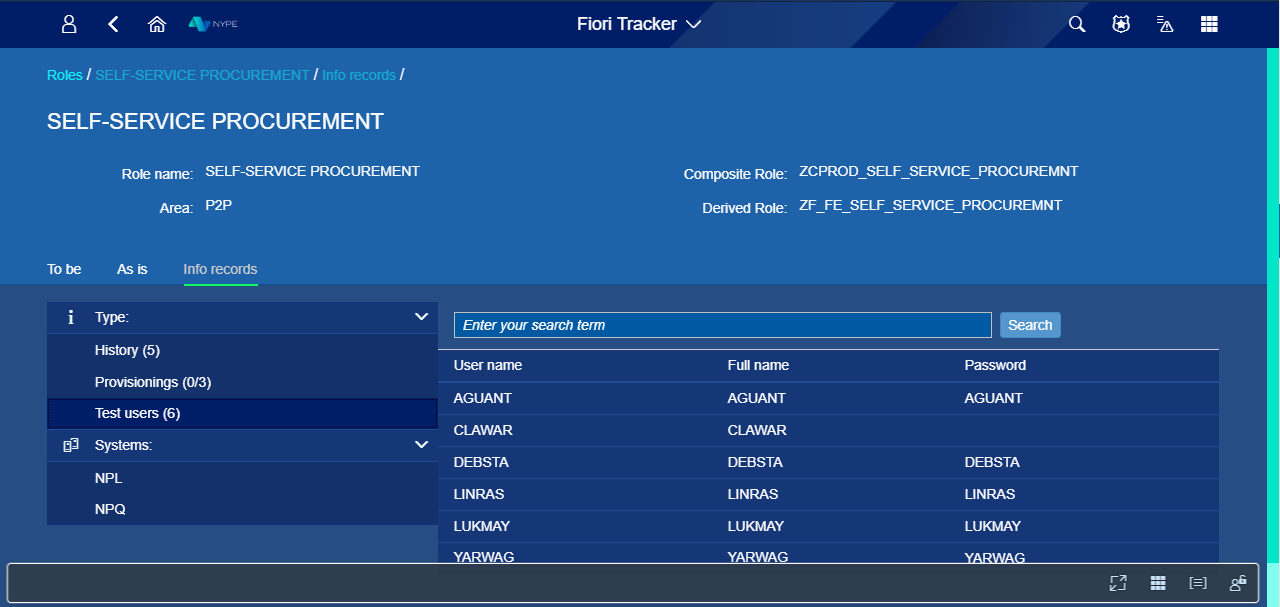 NYPE
Fiori Tracker
Roles / SELF-SERVICE PROCUREMENT / Info records /
SELF-SERVICE PROCUREMENT
Role name: SELF-SERVICE PROCUREMENT
Composite Role: ZCPROD_SELF_SERVICE_PROCUREMNT
Area: P2P
Derived Role: ZF_FE_SELF_SERVICE_PROCUREMNT
To be As is Info records
Type:
History (5)
Provisionings (0/3)
Test users (6)
Systems:
NPL
NPQ
Enter your search term Search
User name Full name Password
AGUANT AGUANT AGUANT
CLAWAR CLAWAR
DEBSTA DEBSTA DEBSTA
LINRAS LINRAS LINRAS
LUKMAY LUKMAY LUKMAY
YARWAG YARWAG YARWAG